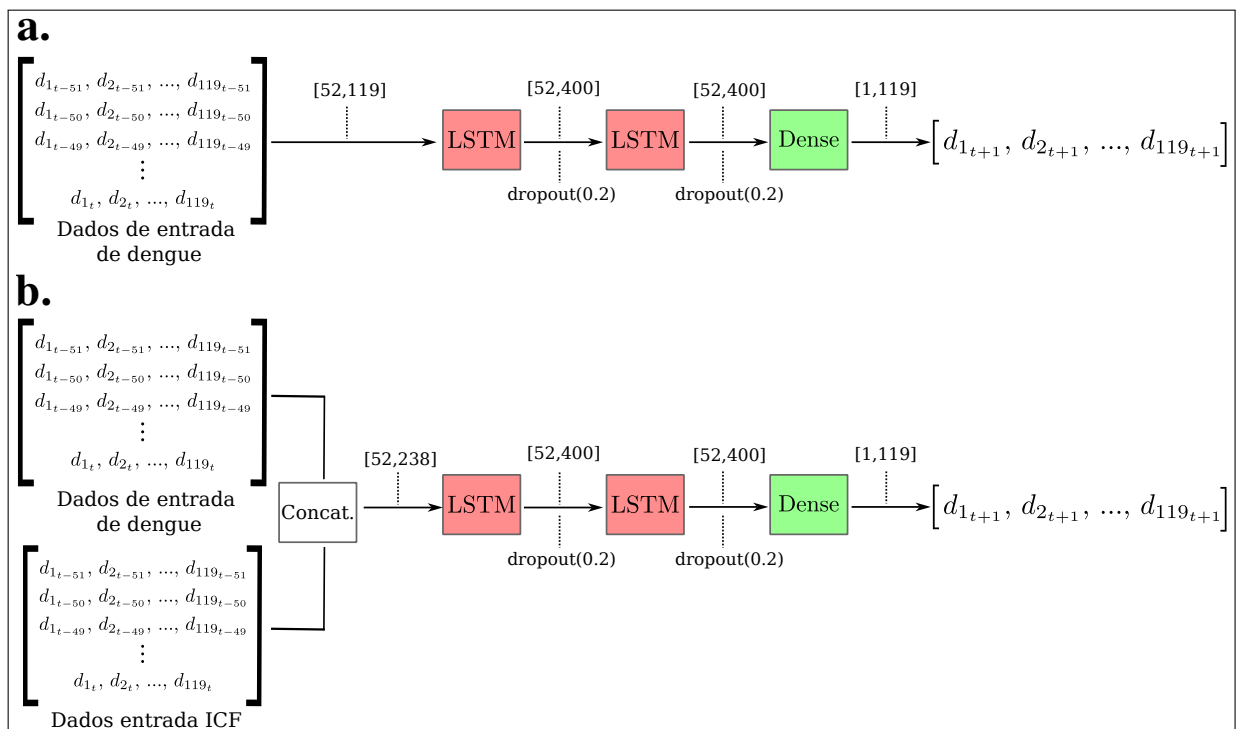 a.
d_{1_{t-51}}, d_{2_{t-51}}, ..., d_{119_{t-51}}
d_{1_{t-50}}, d_{2_{t-50}}, ..., d_{119_{t-50}}
d_{1_{t-49}}, d_{2_{t-49}}, ..., d_{119_{t-49}}
⋮
d_{1_t}, d_{2_t}, ..., d_{119_t}
Dados de entrada
de dengue
[52,119]
LSTM
[52,400]
dropout(0.2)
LSTM
[52,400]
dropout(0.2)
Dense
[1,119]
[d_{1_{t+1}}, d_{2_{t+1}}, ..., d_{119_{t+1}}]
b.
d_{1_{t-51}}, d_{2_{t-51}}, ..., d_{119_{t-51}}
d_{1_{t-50}}, d_{2_{t-50}}, ..., d_{119_{t-50}}
d_{1_{t-49}}, d_{2_{t-49}}, ..., d_{119_{t-49}}
⋮
d_{1_t}, d_{2_t}, ..., d_{119_t}
Dados de entrada
de dengue
d_{1_{t-51}}, d_{2_{t-51}}, ..., d_{119_{t-51}}
d_{1_{t-50}}, d_{2_{t-50}}, ..., d_{119_{t-50}}
d_{1_{t-49}}, d_{2_{t-49}}, ..., d_{119_{t-49}}
⋮
d_{1_t}, d_{2_t}, ..., d_{119_t}
Dados entrada ICF
Concat.
[52,238]
LSTM
[52,400]
dropout(0.2)
LSTM
[52,400]
dropout(0.2)
Dense
[1,119]
[d_{1_{t+1}}, d_{2_{t+1}}, ..., d_{119_{t+1}}]